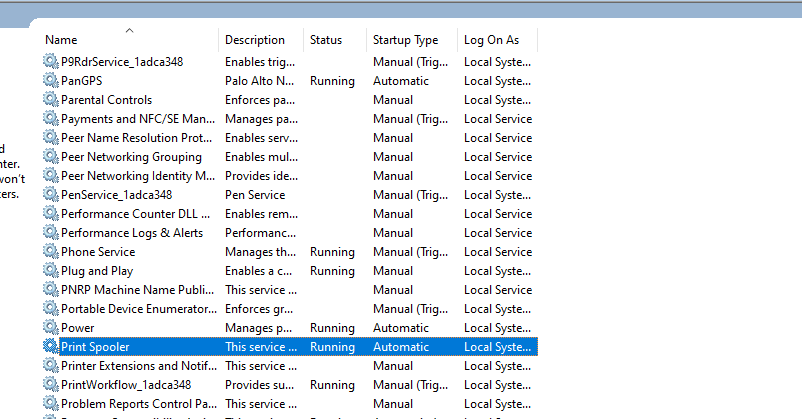 Name Description Status Startup Type Log On As
P9RdrService_1adca348 Enables trig... Manual (Trig... Local Syste...
PanGPS Palo Alto N... Running Automatic Local Syste...
Parental Controls Enforces pa... Manual Local Syste...
Payments and NFC/SE Man... Manages pa... Manual (Trig... Local Service
Peer Name Resolution Prot... Enables serv... Manual Local Service
Peer Networking Grouping Enables mul... Manual Local Service
Peer Networking Identity M... Provides ide... Manual Local Service
PenService_1adca348 Pen Service Manual (Trig... Local Syste...
Performance Counter DLL ... Enables rem... Manual Local Service
Performance Logs & Alerts Performanc... Manual Local Service
Phone Service Manages th... Running Manual (Trig... Local Service
Plug and Play Enables a c... Running Manual Local Syste...
PNRP Machine Name Publi... This service ... Manual Local Service
Portable Device Enumerator... Enforces gr... Manual (Trig... Local Syste...
Power Manages p... Running Automatic Local Syste...
Print Spooler This service ... Running Automatic Local Syste...
Printer Extensions and Notif... This service ... Manual Local Syste...
PrintWorkflow_1adca348 Provides su... Running Manual (Trig... Local Syste...
Problem Reports Control Pa... This service ... Manual Local Syste...
d
nter.
won't
ters.